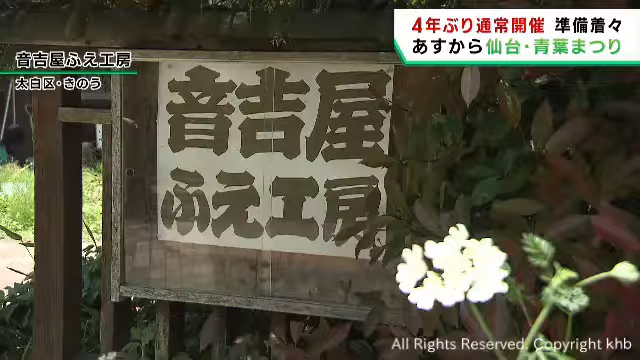 4年ぶり通常開催 準備着々
あすから仙台・青葉まつり
音吉屋ふえ工房
太白区・きのう
音吉屋
ふえ工房
All Rights Reserved. Copyright khb